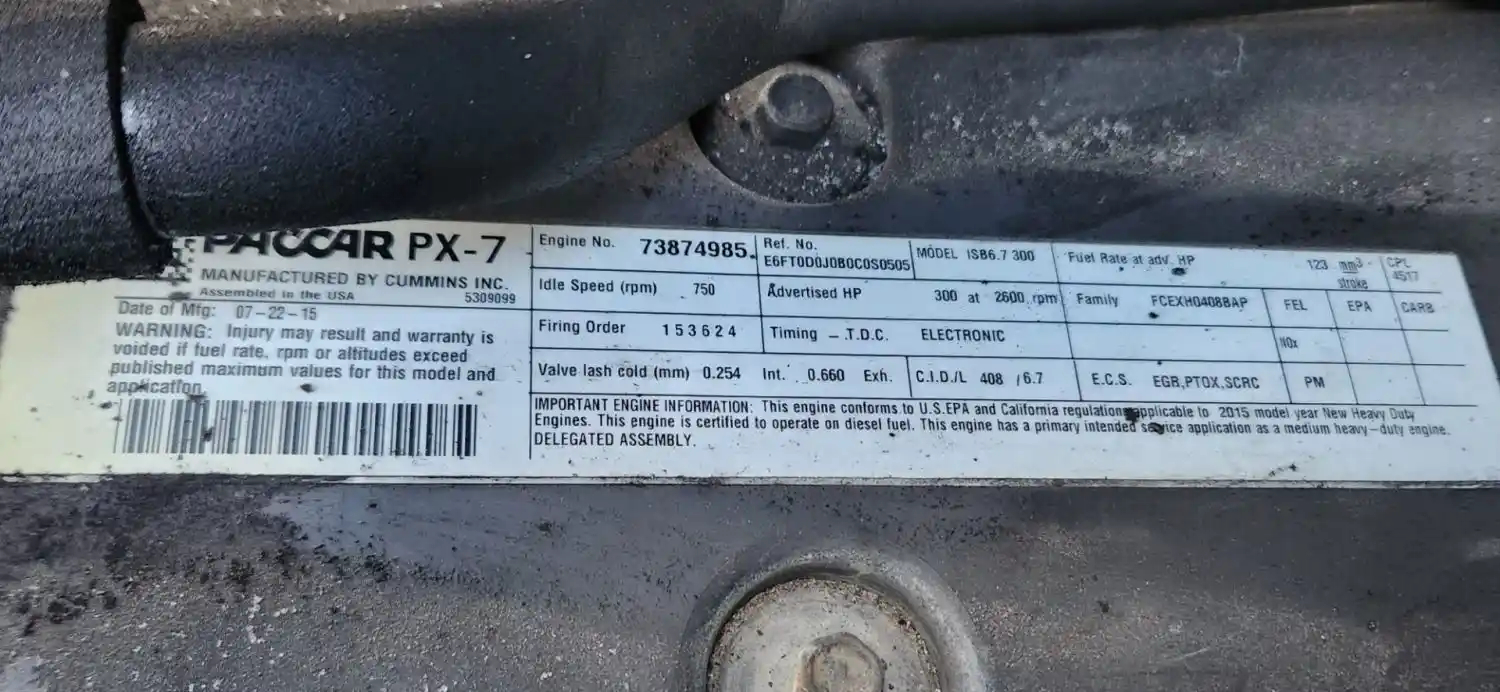 PACCAR PX-7
MANUFACTURED BY CUMMINS INC.
Assembled in the USA 5309099
Date of Mfg: 07-22-15
WARNING: Injury may result and warranty is
voided if fuel rate, rpm or altitudes exceed
published maximum values for this model and
application.
Engine No. 73874985.
Ref. No.
E6FT0D0J0B0C0S0505
MODEL ISB6.7 300
Fuel Rate at adv. HP 123 mm³
stroke
CPL
4517
Idle Speed (rpm) 750
Advertised HP 300 at 2600 rpm
Family FCEXH0408BAP
FEL EPA CARB
Firing Order 1 5 3 6 2 4
Timing – T.D.C. ELECTRONIC
NOx
Valve lash cold (mm) 0.254 Int. 0.660 Exh.
C.I.D./L 408 /6.7
E.C.S. EGR,PTOX,SCRC
PM
IMPORTANT ENGINE INFORMATION: This engine conforms to U.S.EPA and California regulations applicable to 2015 model year New Heavy Duty
Engines. This engine is certified to operate on diesel fuel. This engine has a primary intended service application as a medium heavy-duty engine.
DELEGATED ASSEMBLY.